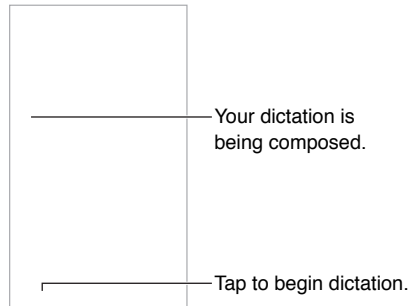 Your dictation is
being composed.
Tap to begin dictation.